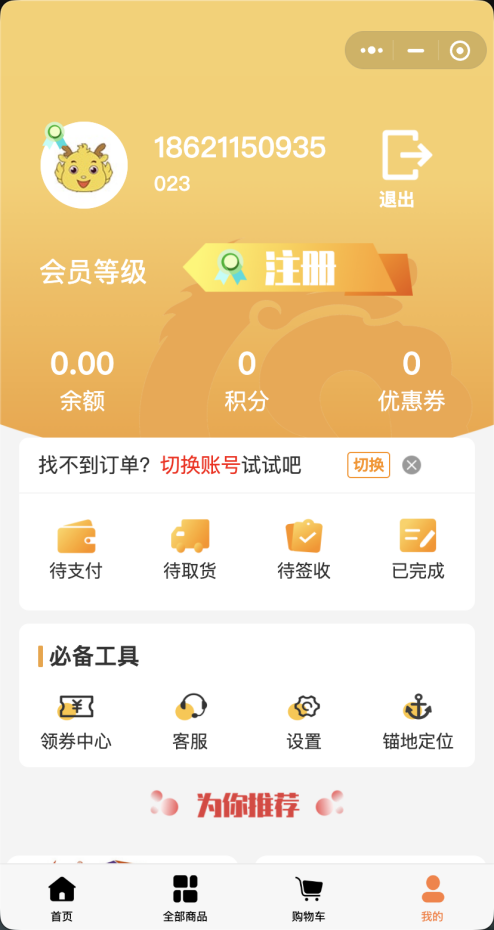 18621150935
023
退出
会员等级
注册
0.00
0
0
余额
积分
优惠券
找不到订单？切换账号试试吧
切换
待支付
待取货
待签收
已完成
必备工具
领券中心
客服
设置
锚地定位
为你推荐
首页
全部商品
购物车
我的